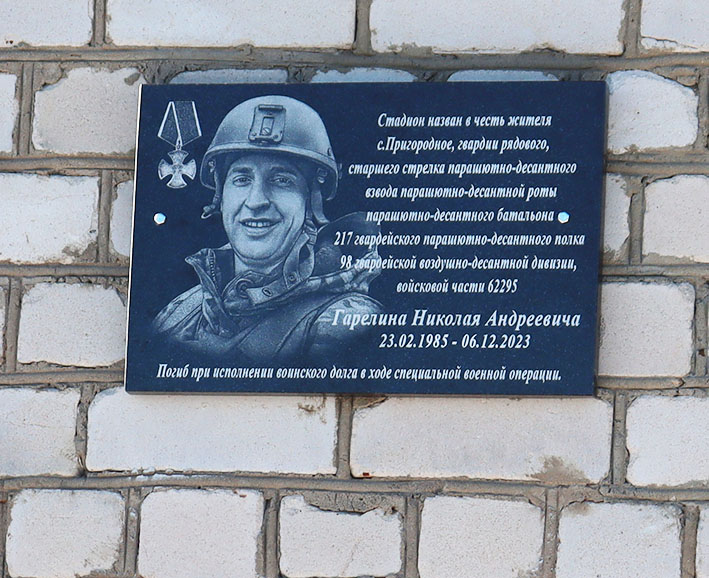 Стадион назван в честь жителя
с.Пригородное, гвардии рядового,
старшего стрелка парашютно-десантного
взвода парашютно-десантной роты
парашютно-десантного батальона
217 гвардейского парашютно-десантного полка
98 гвардейской воздушно-десантной дивизии,
войсковой части 62295
Гарелина Николая Андреевича
23.02.1985 - 06.12.2023
Погиб при исполнении воинского долга в ходе специальной военной операции.